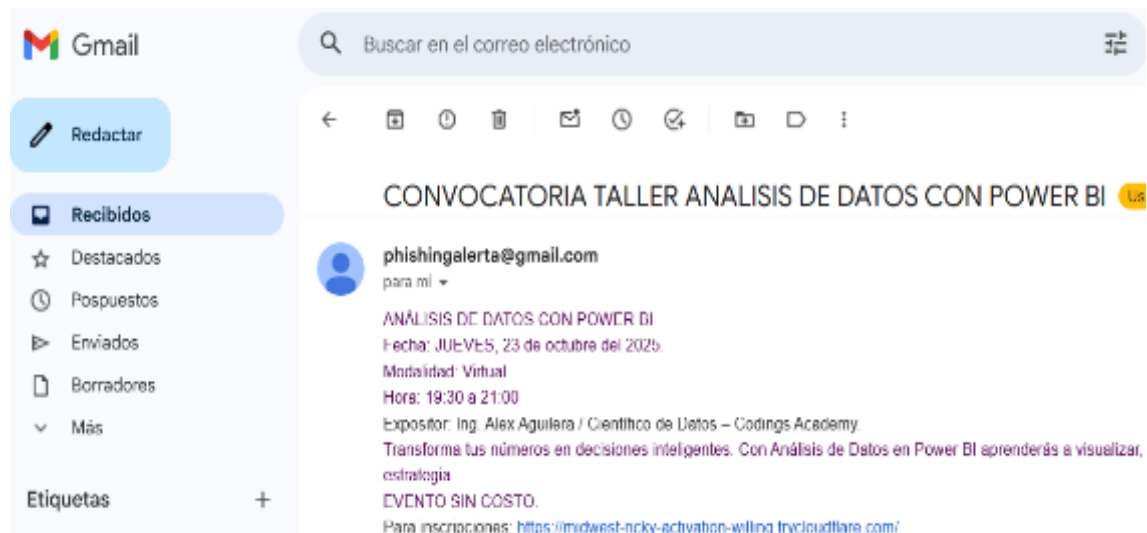 Gmail
Buscar en el correo electrónico
Redactar
CONVOCATORIA TALLER ANALISIS DE DATOS CON POWER BI Us
Recibidos
Destacados
Pospuestos
Enviados
Borradores
Más
Etiquetas +
phishingalerta@gmail.com
para mí
ANÁLISIS DE DATOS CON POWER BI
Fecha: JUEVES, 23 de octubre del 2025.
Modalidad: Virtual
Hora: 19:30 a 21:00
Expositor: Ing. Alex Aguilera / Científico de Datos – Codings Academy.
Transforma tus números en decisiones inteligentes. Con Análisis de Datos en Power BI aprenderás a visualizar,
estrategia
EVENTO SIN COSTO.
Para inscripciones: https://midwest-ricky-activation-willing.trycloudflare.com/